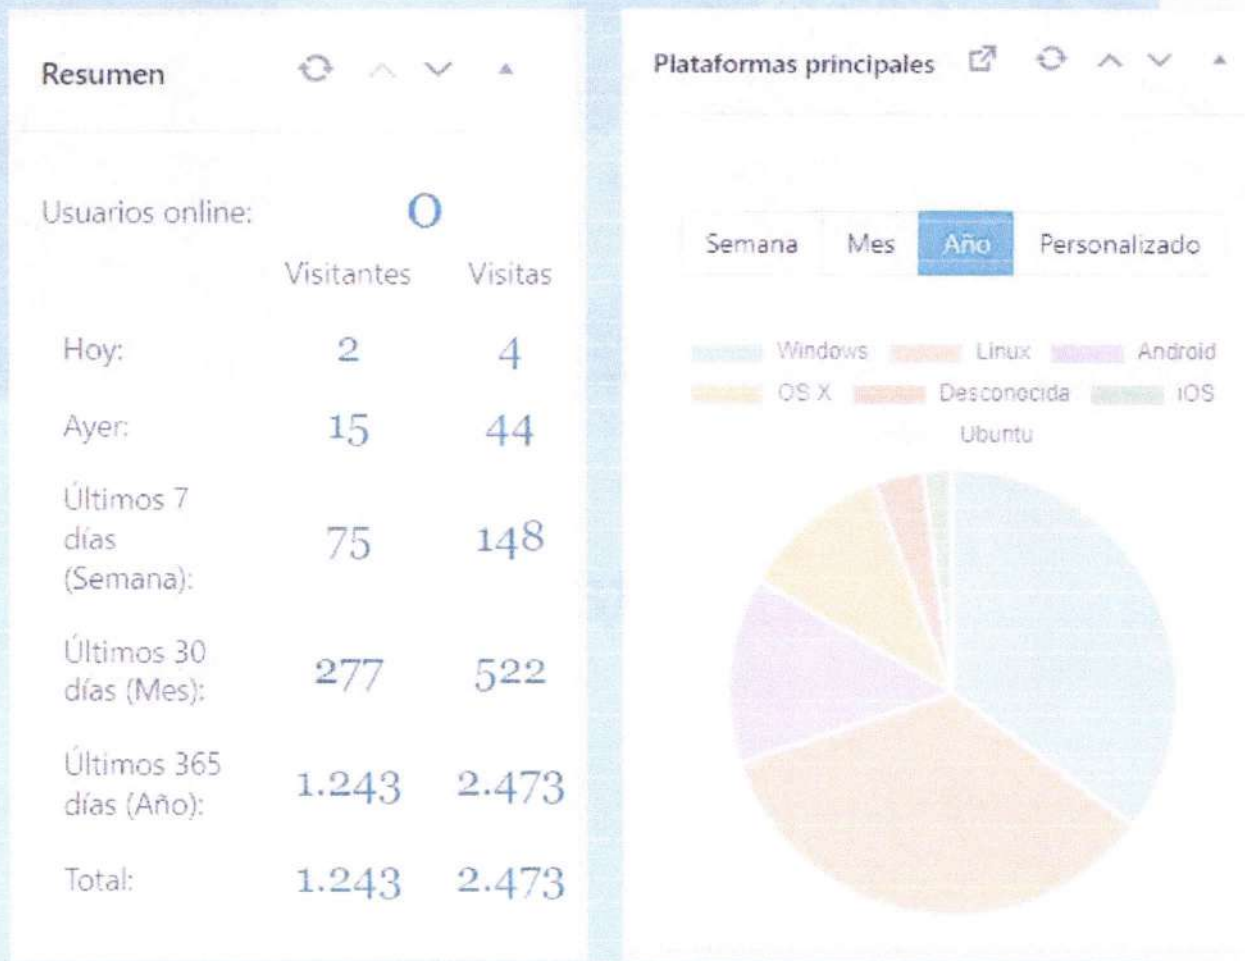 Resumen
Usuarios online: 0
Visitantes Visitas
Hoy: 2 4
Ayer: 15 44
Últimos 7
días
(Semana): 75 148
Últimos 30
días (Mes): 277 522
Últimos 365
días (Año): 1.243 2.473
Total: 1.243 2.473
Plataformas principales
Semana Mes Año Personalizado
Windows Linux Android
OS X Desconocida iOS
Ubuntu